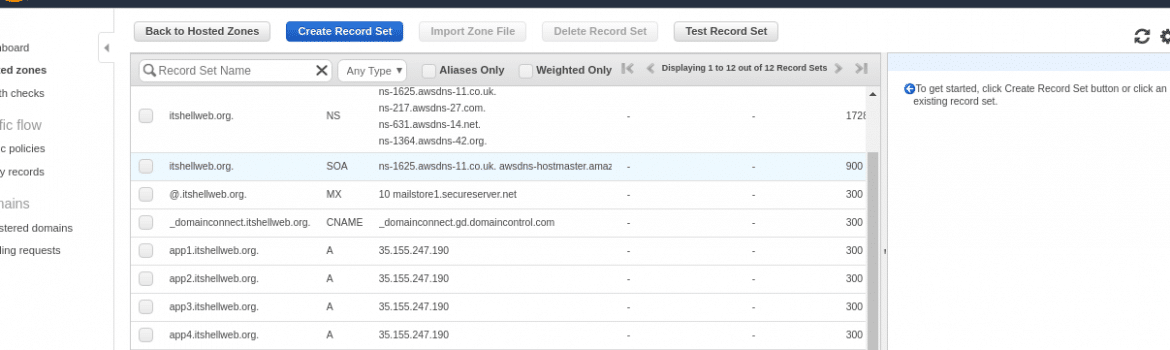 Back to Hosted Zones Create Record Set Import Zone File Delete Record Set Test Record Set
Record Set Name Any Type Aliases Only Weighted Only Displaying 1 to 12 out of 12 Record Sets
nboard
ted zones
th checks
fic flow
c policies
y records
nains
stered domains
ling requests
ns-1625.awsdns-11.co.uk.
ns-217.awsdns-27.com.
itshellweb.org. NS - - 1728
ns-631.awsdns-14.net.
ns-1364.awsdns-42.org.
itshellweb.org. SOA ns-1625.awsdns-11.co.uk. awsdns-hostmaster.amaz - - 900
@.itshellweb.org. MX 10 mailstore1.secureserver.net - - 300
_domainconnect.itshellweb.org. CNAME _domainconnect.gd.domaincontrol.com - - 300
app1.itshellweb.org. A 35.155.247.190 - - 300
app2.itshellweb.org. A 35.155.247.190 - - 300
app3.itshellweb.org. A 35.155.247.190 - - 300
app4.itshellweb.org. A 35.155.247.190 - - 300
To get started, click Create Record Set button or click an
existing record set.